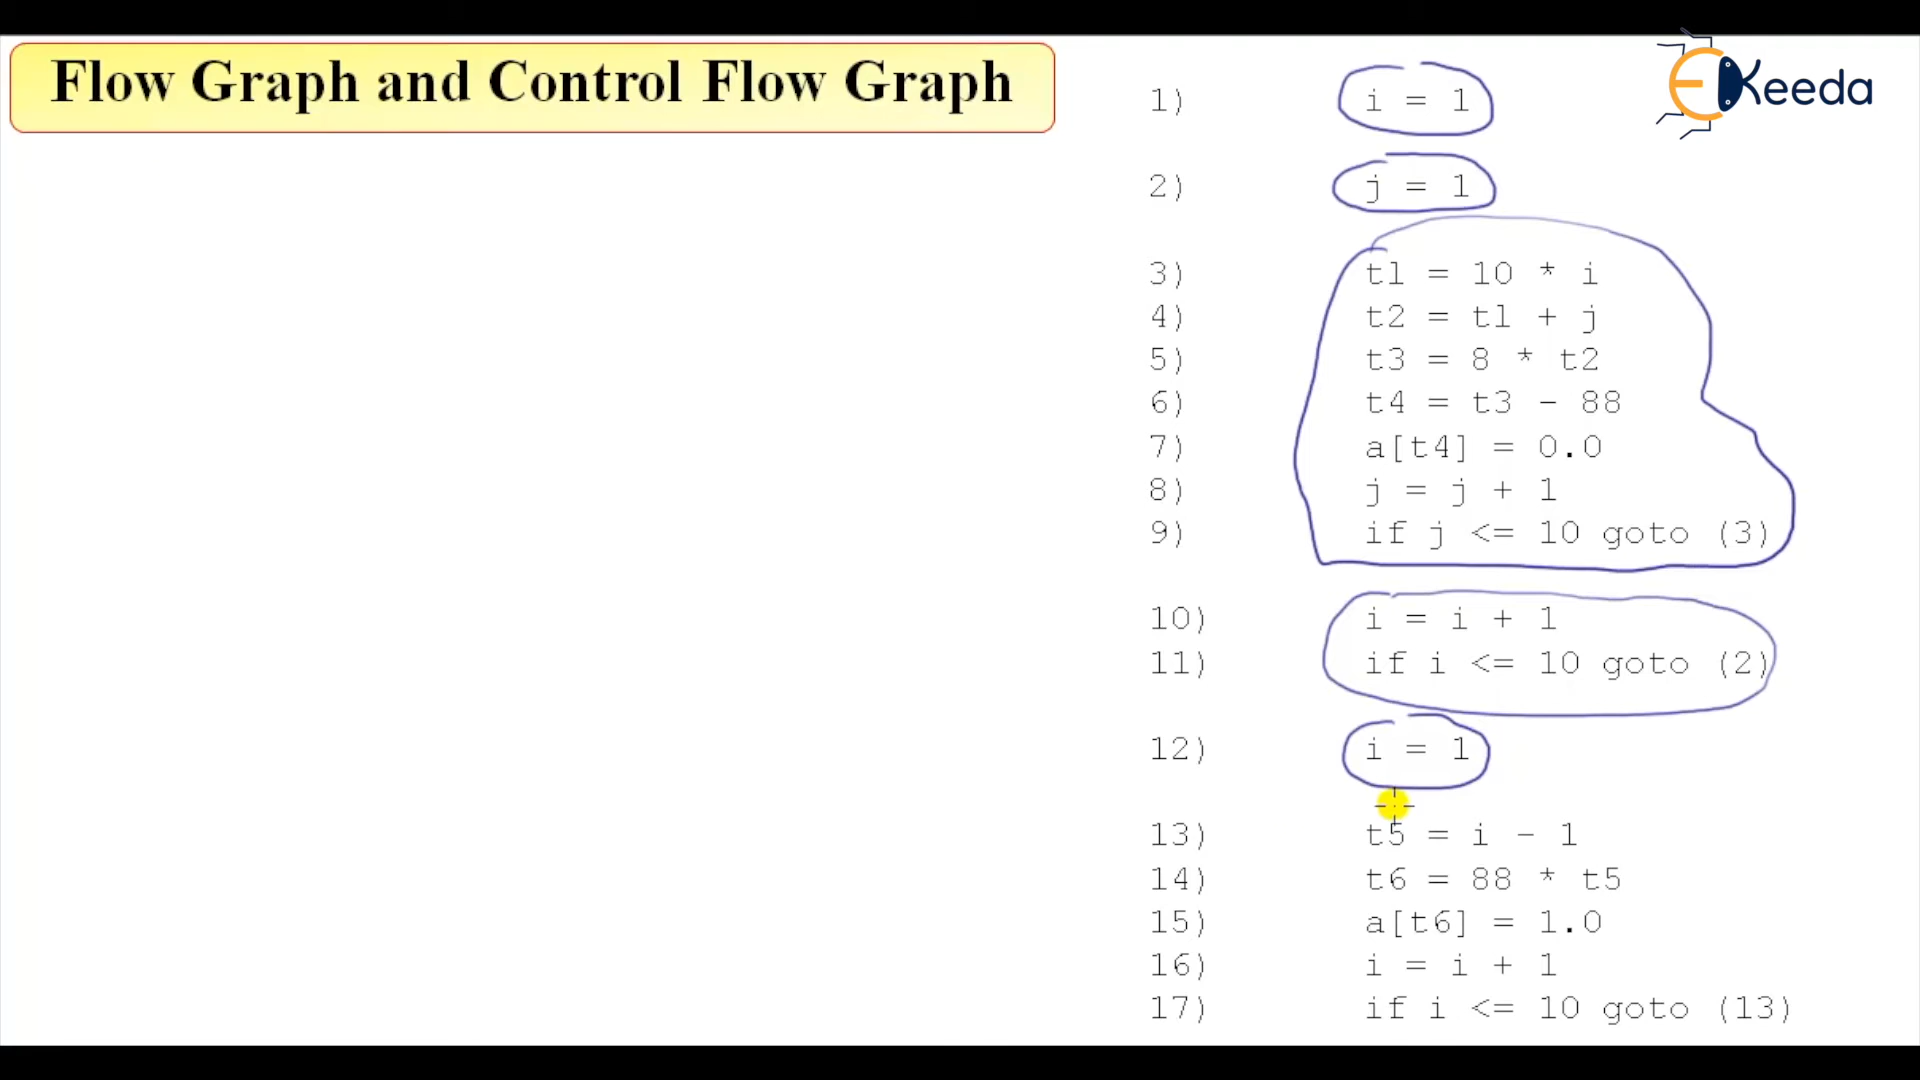 Flow Graph and Control Flow Graph
EKeeda
1) i = 1
2) j = 1
3) t1 = 10 * i
4) t2 = t1 + j
5) t3 = 8 * t2
6) t4 = t3 - 88
7) a[t4] = 0.0
8) j = j + 1
9) if j <= 10 goto (3)
10) i = i + 1
11) if i <= 10 goto (2)
12) i = 1
13) t5 = i - 1
14) t6 = 88 * t5
15) a[t6] = 1.0
16) i = i + 1
17) if i <= 10 goto (13)